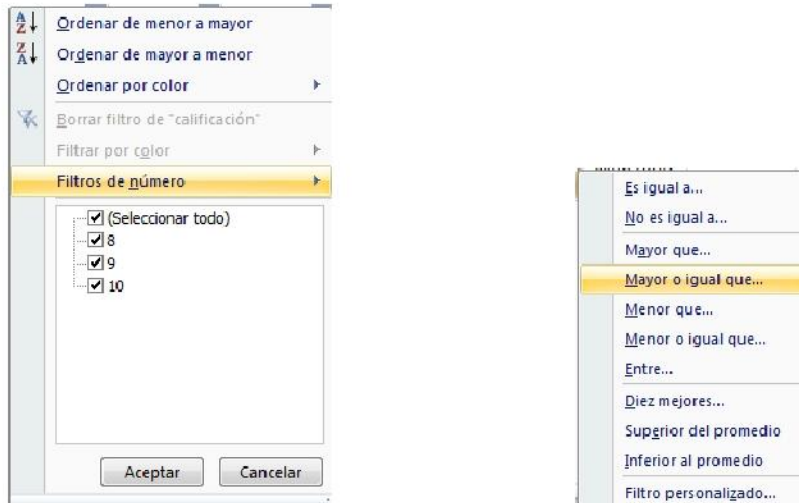 Ordenar de menor a mayor
Ordenar de mayor a menor
Ordenar por color
Borrar filtro de "calificación"
Filtrar por color
Filtros de número
(Seleccionar todo)
8
9
10
Aceptar
Cancelar
Es igual a...
No es igual a...
Mayor que...
Mayor o igual que...
Menor que...
Menor o igual que...
Entre...
Diez mejores...
Superior del promedio
Inferior al promedio
Filtro personalizado...